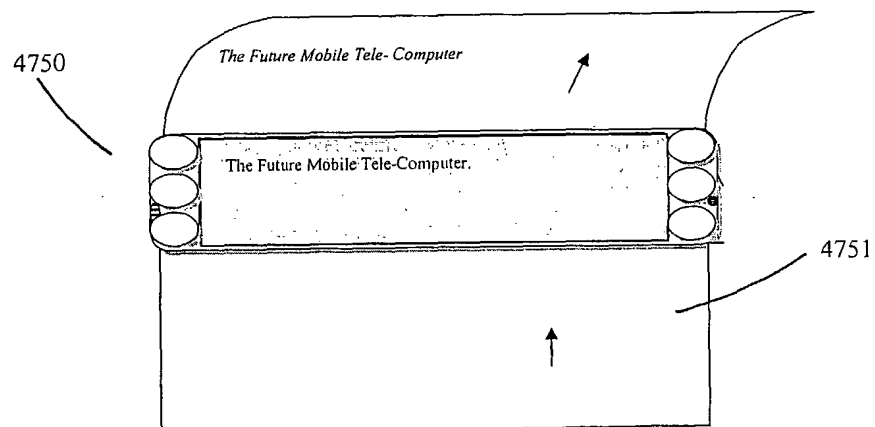 The Future Mobile Tele- Computer
4750
The Future Mobile Tele-Computer.
4751